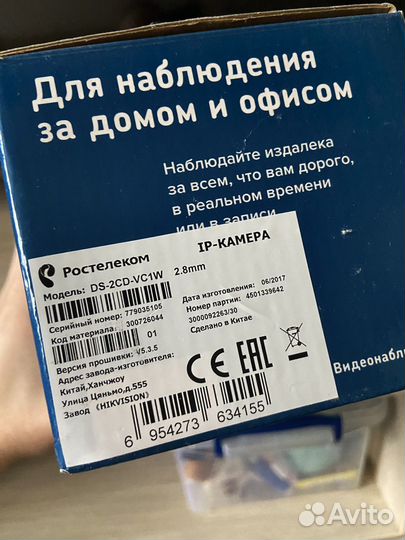 Для наблюдения
за домом и офисом
Наблюдайте издалека
за всем, что вам дорого,
в реальном времени
или в записи
Ростелеком
IP-КАМЕРА
Модель: DS-2CD-VC1W 2.8mm
Серийный номер: 779035105
Дата изготовления: 06/2017
Код материала: 300726044
Номер партии: 4501339642
01
3000092263/30
Версия прошивки: V5.3.5
Сделано в Китае
Адрес завода-изготовителя:
Китай,Ханчжоу
Улица Цяньмо,д.555
Завод (HIKVISION)
CE EAC
6 954273 634155
Видеонабл
Avito